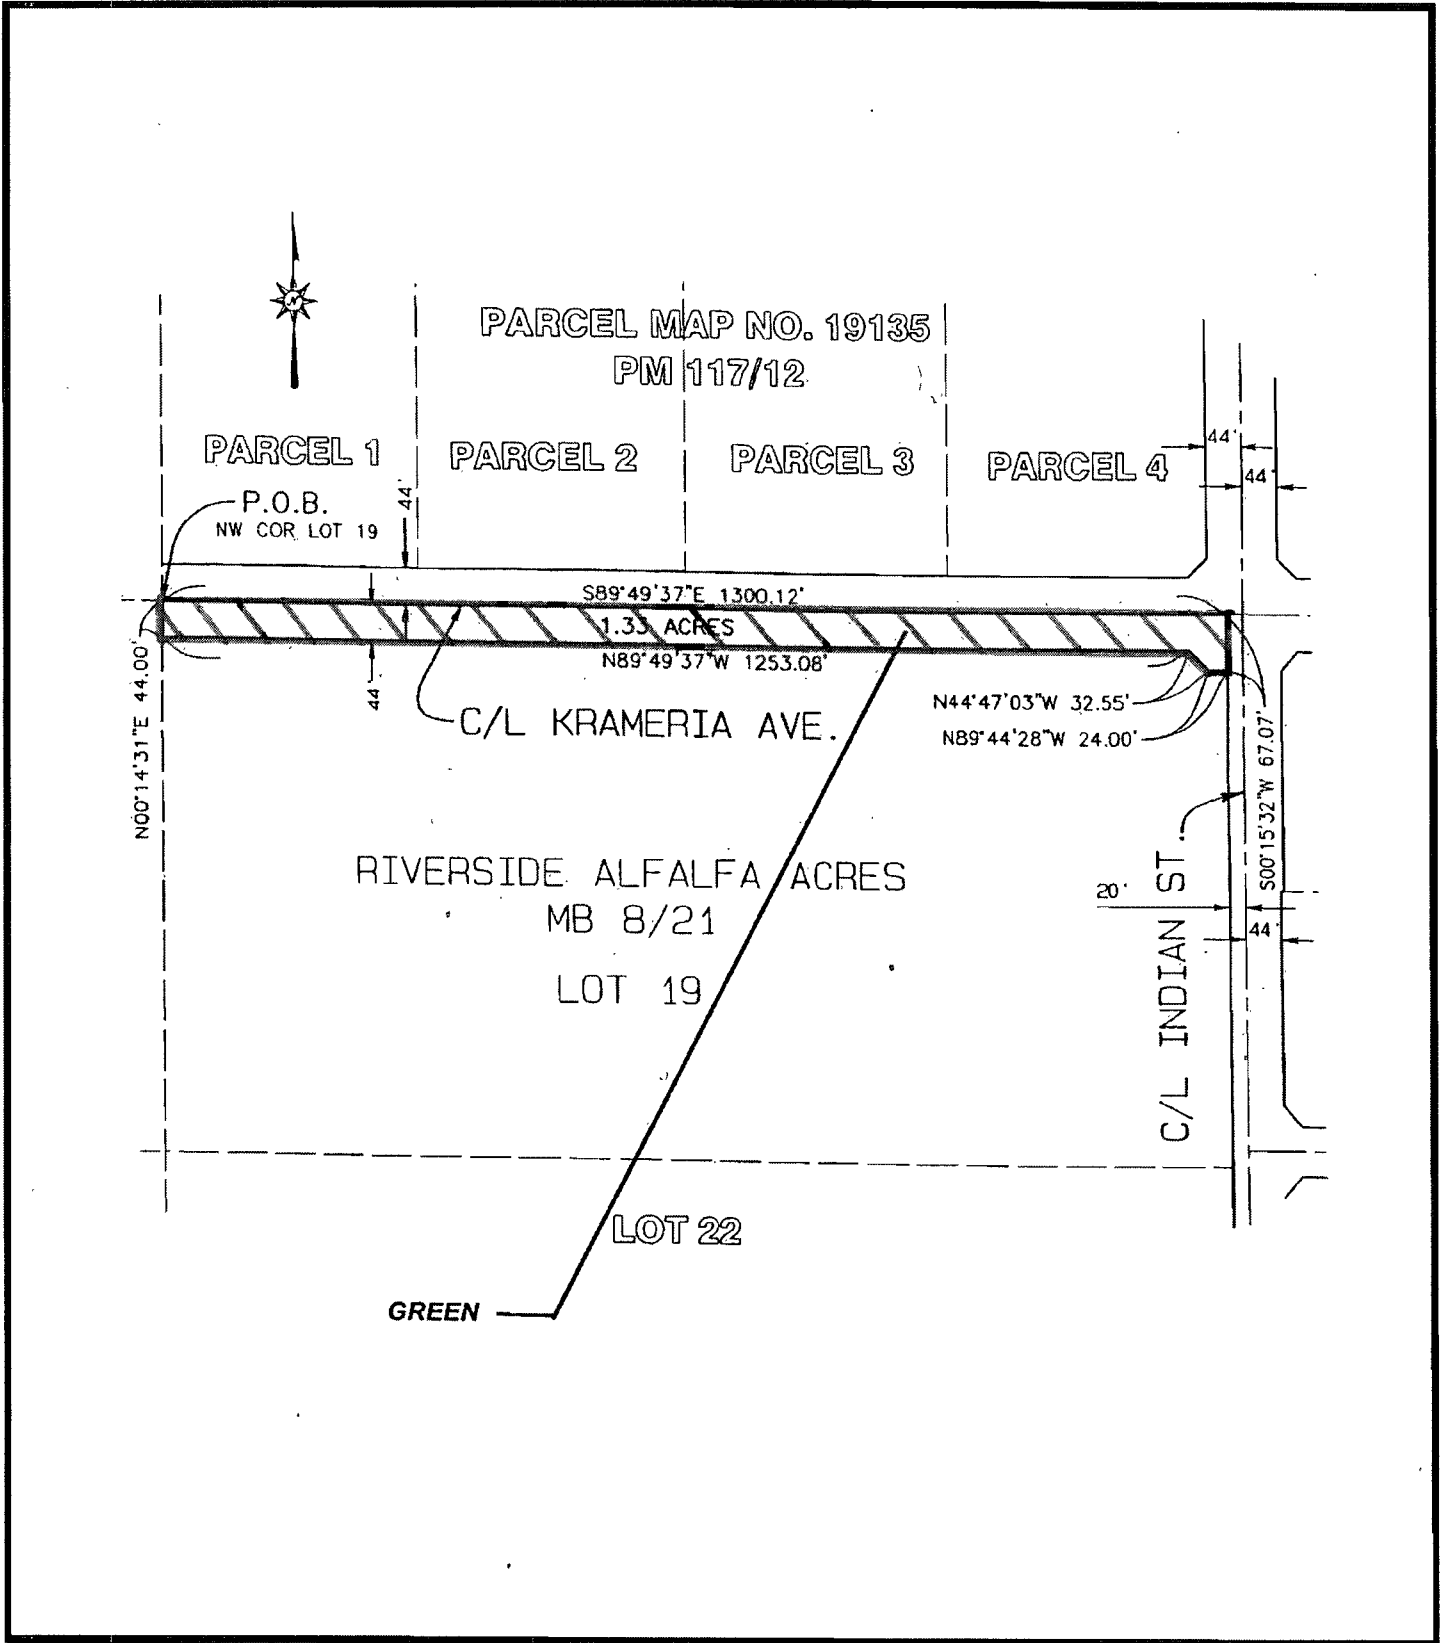 N
PARCEL MAP NO. 19135
PM 117/12
PARCEL 1
PARCEL 2
PARCEL 3
PARCEL 4
44'
44'
44'
P.O.B.
NW COR LOT 19
S89°49'37"E 1300.12'
1.33 ACRES
N89°49'37"W 1253.08'
N00°14'31"E 44.00'
44'
C/L KRAMERIA AVE.
N44°47'03"W 32.55'
N89°44'28"W 24.00'
S00°15'32"W 67.07'
RIVERSIDE ALFALFA ACRES
MB 8/21
LOT 19
20'
44'
C/L INDIAN ST.
LOT 22
GREEN